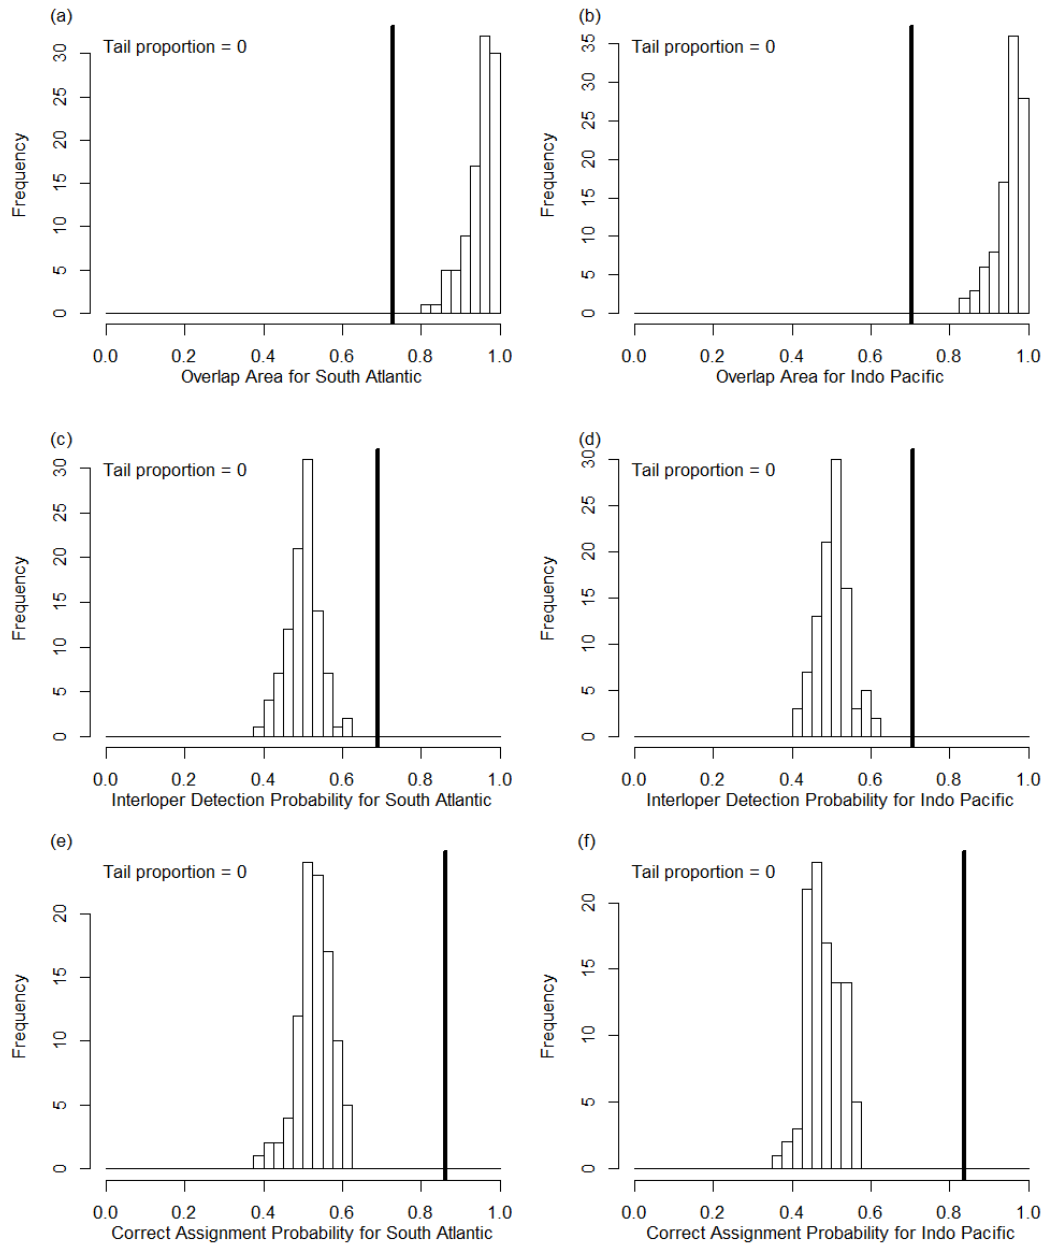 (a)
Tail proportion = 0
Frequency
0 5 10 15 20 25 30
0.0 0.2 0.4 0.6 0.8 1.0
Overlap Area for South Atlantic
(b)
Tail proportion = 0
Frequency
0 5 10 15 20 25 30 35
0.0 0.2 0.4 0.6 0.8 1.0
Overlap Area for Indo Pacific
(c)
Tail proportion = 0
Frequency
0 5 10 15 20 25 30
0.0 0.2 0.4 0.6 0.8 1.0
Interloper Detection Probability for South Atlantic
(d)
Tail proportion = 0
Frequency
0 5 10 15 20 25 30
0.0 0.2 0.4 0.6 0.8 1.0
Interloper Detection Probability for Indo Pacific
(e)
Tail proportion = 0
Frequency
0 5 10 15 20
0.0 0.2 0.4 0.6 0.8 1.0
Correct Assignment Probability for South Atlantic
(f)
Tail proportion = 0
Frequency
0 5 10 15 20
0.0 0.2 0.4 0.6 0.8 1.0
Correct Assignment Probability for Indo Pacific